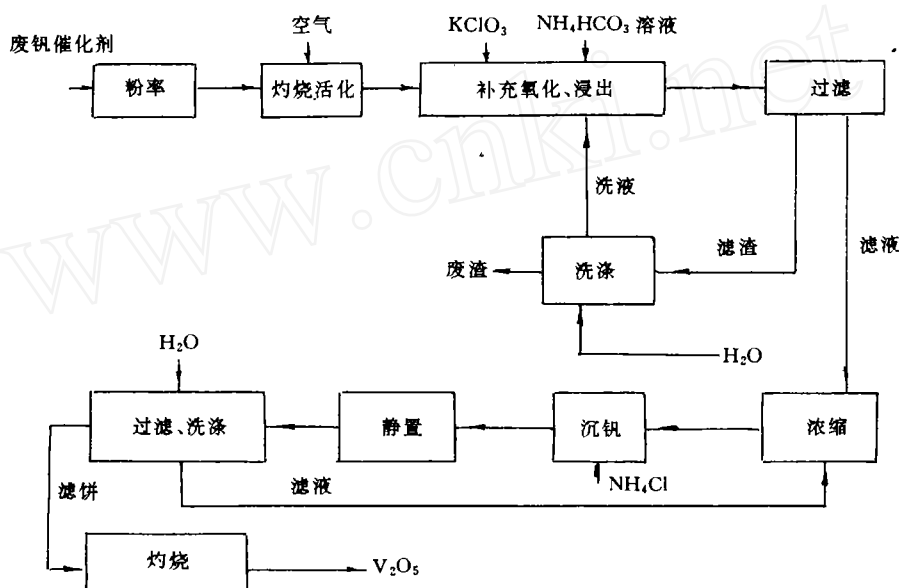 空气
KClO₃
NH₄HCO₃ 溶液
废钒催化剂
粉率
灼烧活化
补充氧化、浸出
过滤
洗液
滤渣
滤液
废渣
洗涤
H₂O
H₂O
过滤、洗涤
静置
沉钒
浓缩
NH₄Cl
滤饼
滤液
灼烧
V₂O₅
www.cnki.net